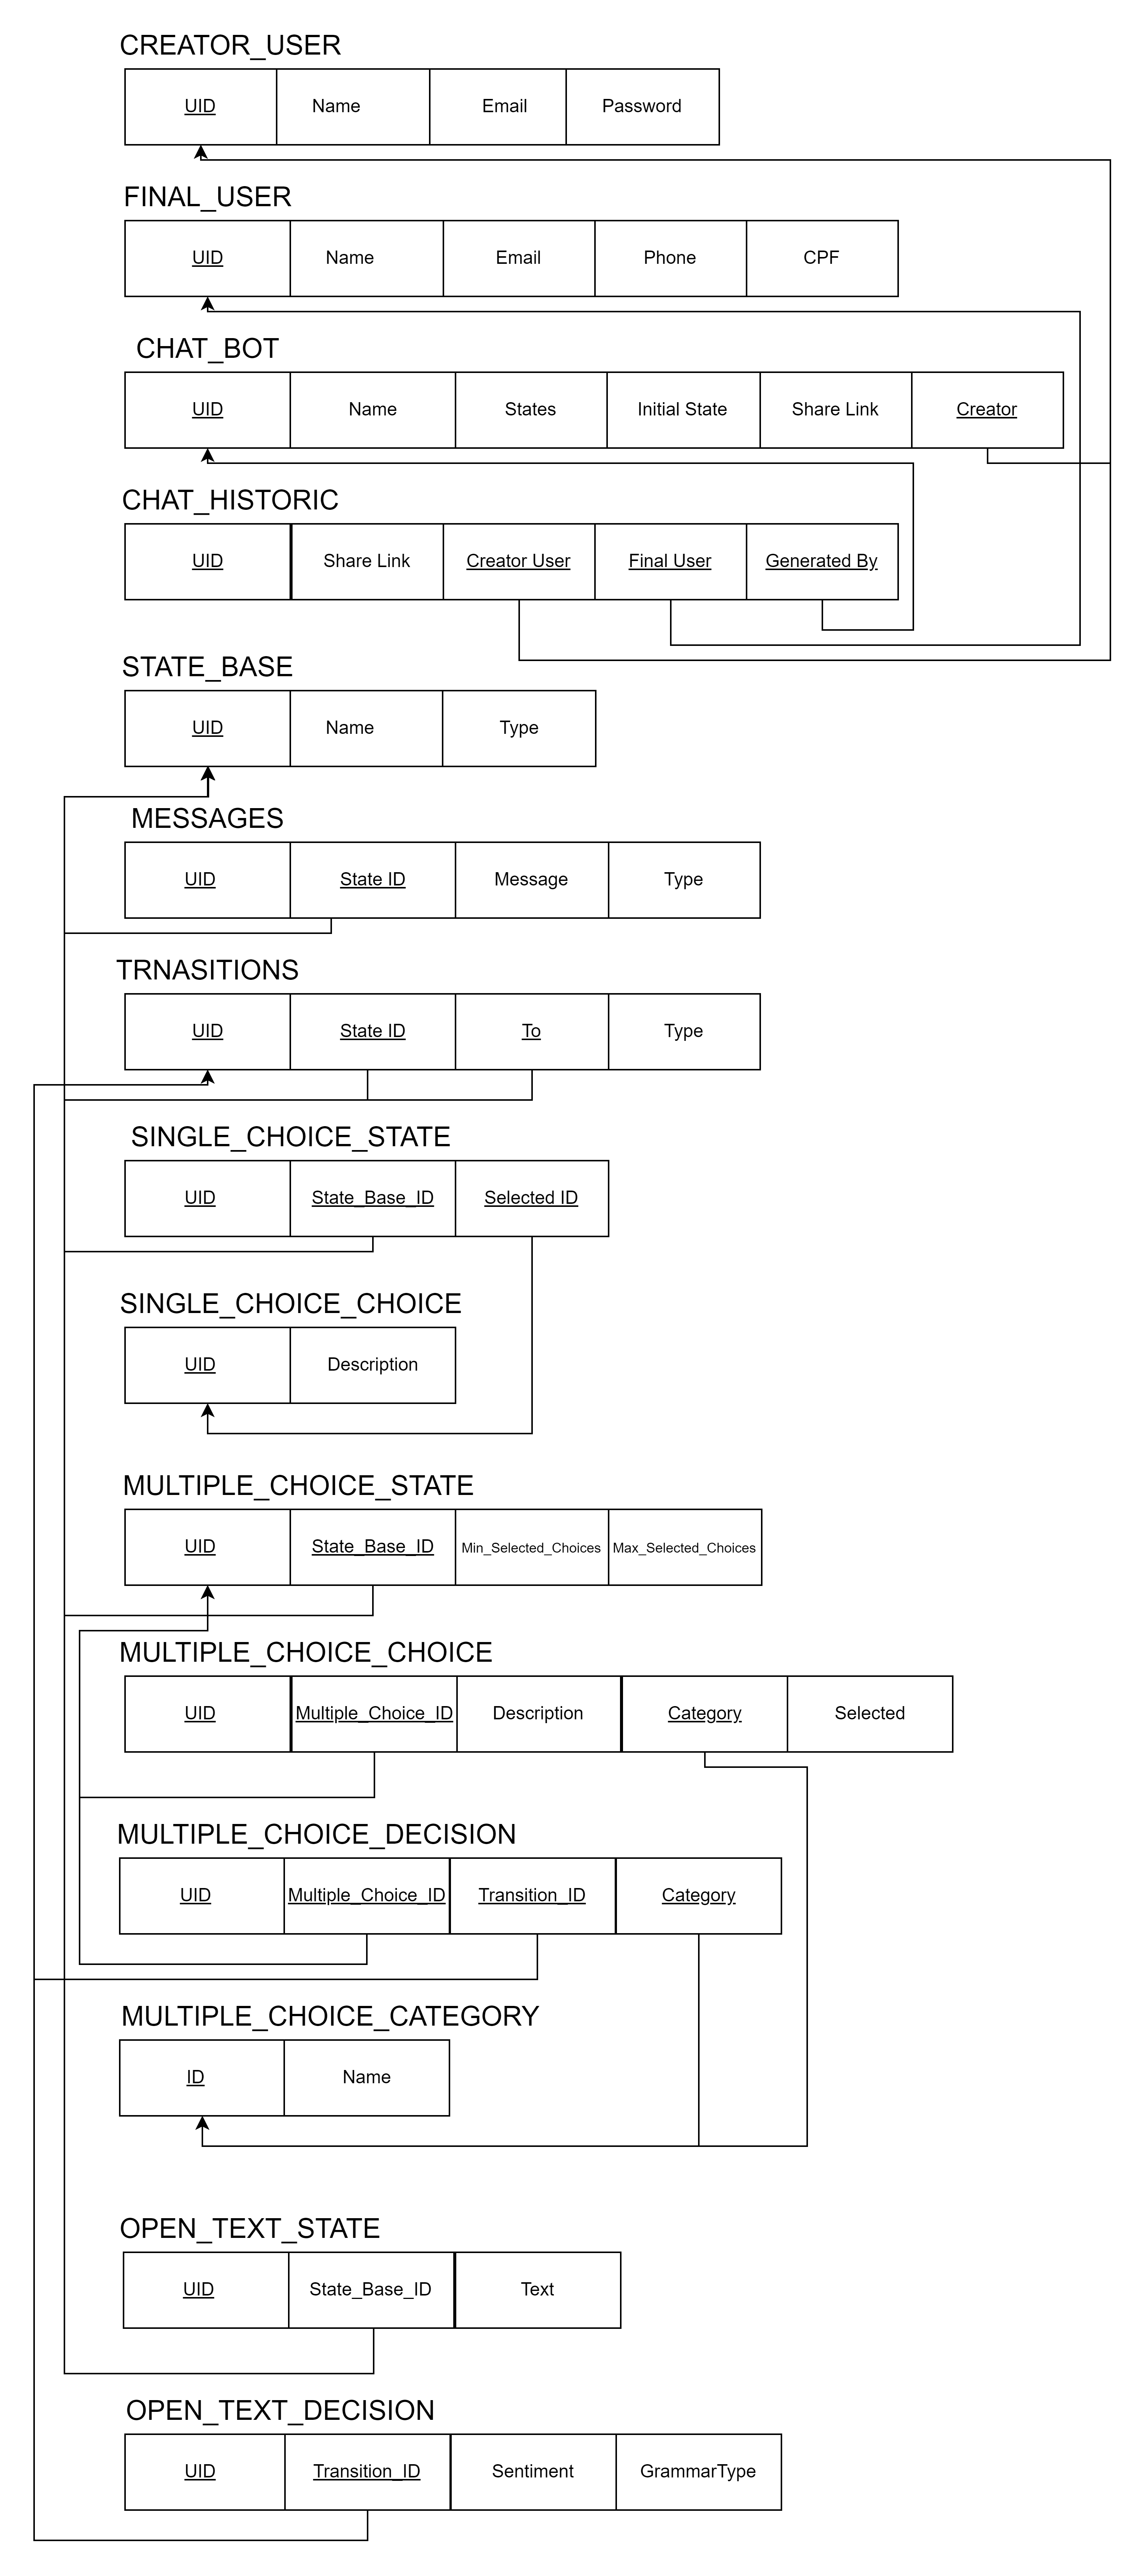 CREATOR_USER
UID Name Email Password
FINAL_USER
UID Name Email Phone CPF
CHAT_BOT
UID Name States Initial State Share Link Creator
CHAT_HISTORIC
UID Share Link Creator User Final User Generated By
STATE_BASE
UID Name Type
MESSAGES
UID State ID Message Type
TRNASITIONS
UID State ID To Type
SINGLE_CHOICE_STATE
UID State_Base_ID Selected ID
SINGLE_CHOICE_CHOICE
UID Description
MULTIPLE_CHOICE_STATE
UID State_Base_ID Min_Selected_Choices Max_Selected_Choices
MULTIPLE_CHOICE_CHOICE
UID Multiple_Choice_ID Description Category Selected
MULTIPLE_CHOICE_DECISION
UID Multiple_Choice_ID Transition_ID Category
MULTIPLE_CHOICE_CATEGORY
ID Name
OPEN_TEXT_STATE
UID State_Base_ID Text
OPEN_TEXT_DECISION
UID Transition_ID Sentiment GrammarType